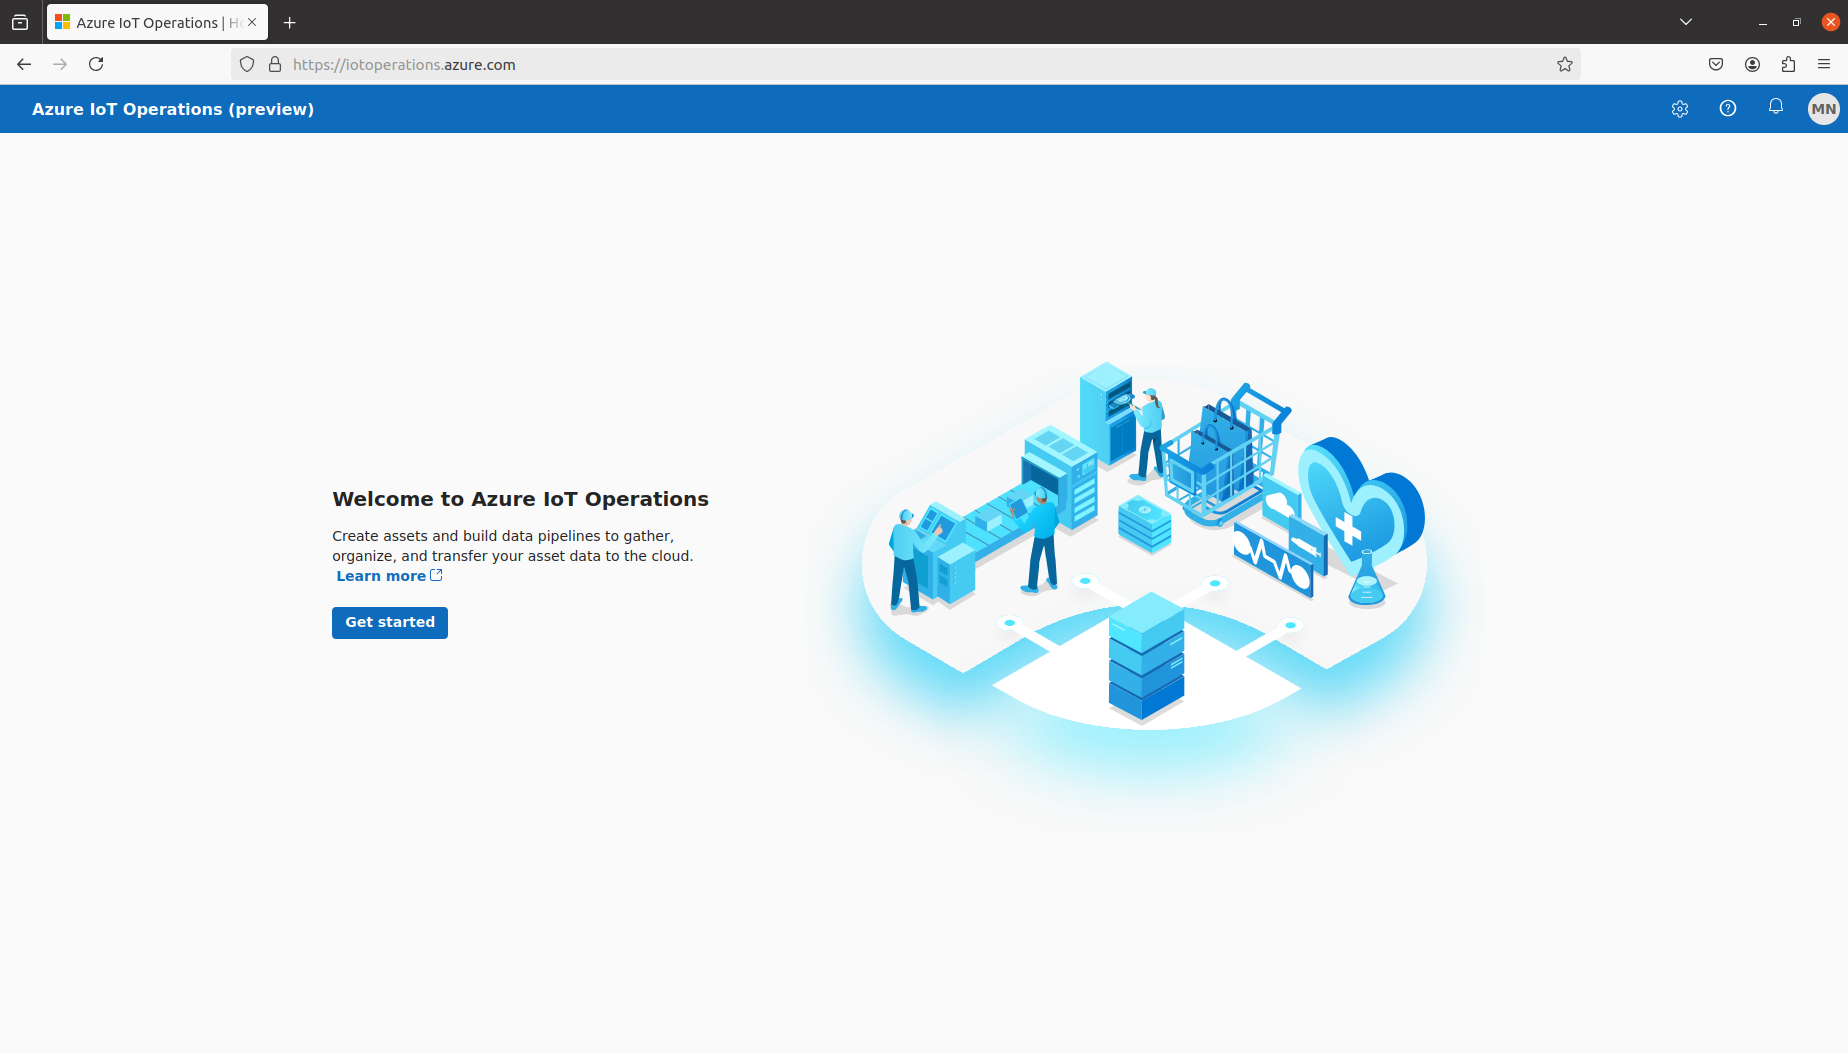 Azure IoT Operations | Ho
https://iotoperations.azure.com
Azure IoT Operations (preview)
MN
Welcome to Azure IoT Operations
Create assets and build data pipelines to gather,
organize, and transfer your asset data to the cloud.
Learn more
Get started